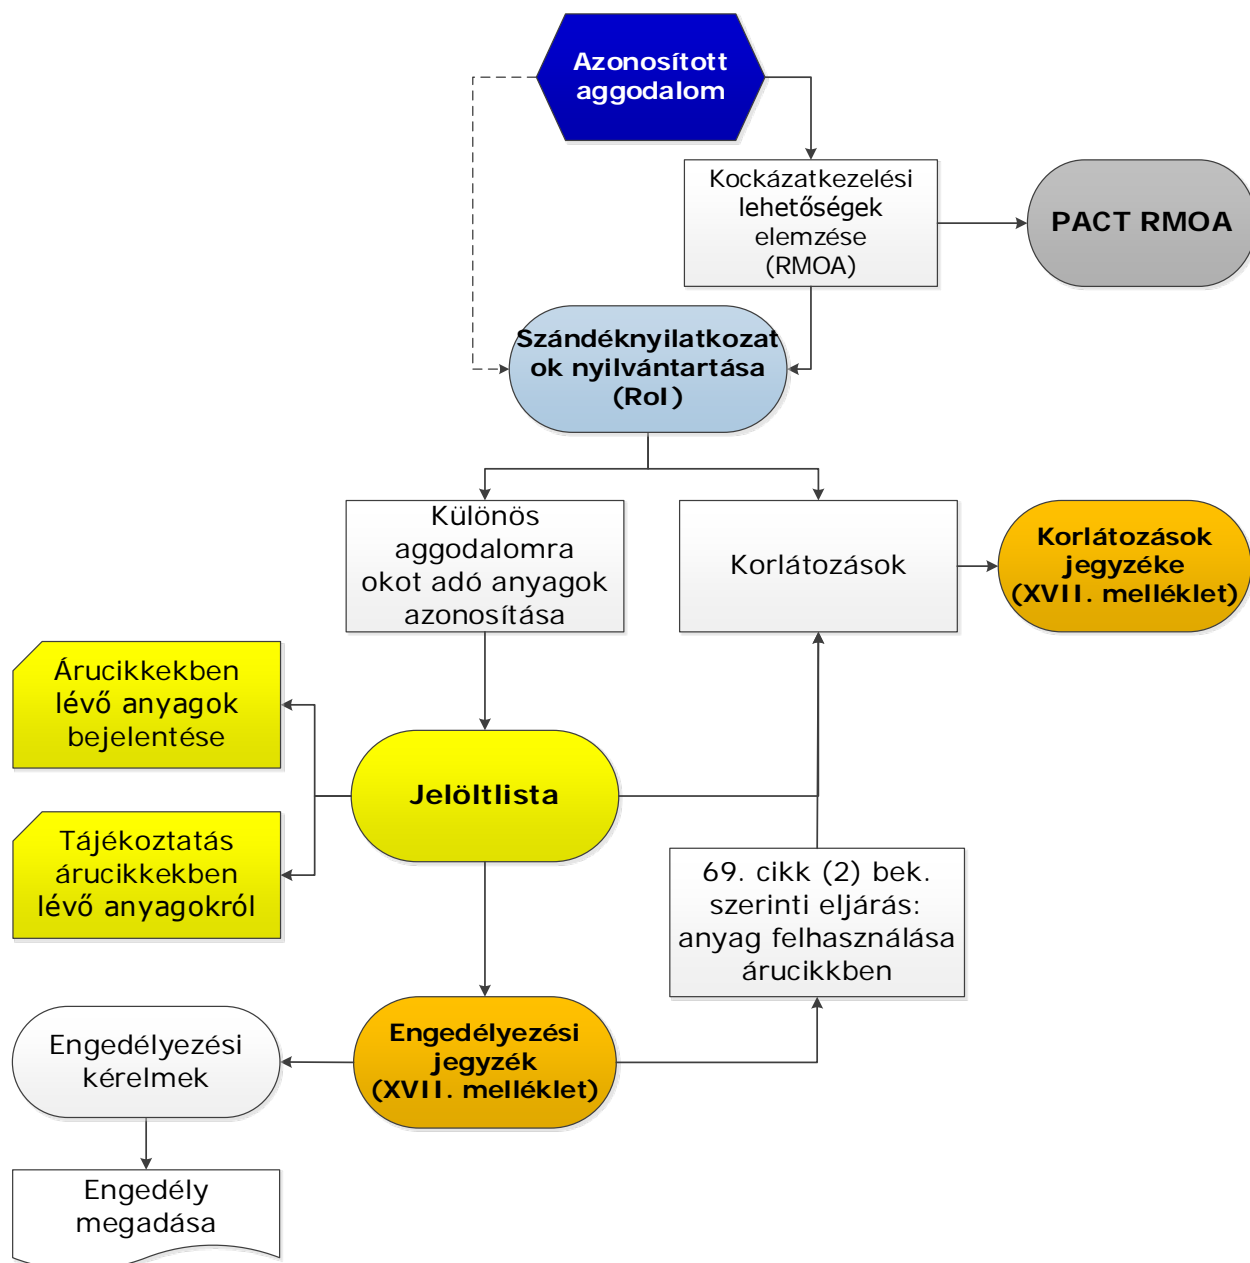 Azonosított
aggodalom
Kockázatkezelési
lehetőségek
elemzése
(RMOA)
PACT RMOA
Szándéknyilatkozat
ok nyilvántartása
(RoI)
Különös
aggodalomra
okot adó anyagok
azonosítása
Korlátozások
Korlátozások
jegyzéke
(XVII. melléklet)
Árucikkekben
lévő anyagok
bejelentése
Jelöltlista
Tájékoztatás
árucikkekben
lévő anyagokról
69. cikk (2) bek.
szerinti eljárás:
anyag felhasználása
árucikkben
Engedélyezési
kérelmek
Engedélyezési
jegyzék
(XVII. melléklet)
Engedély
megadása